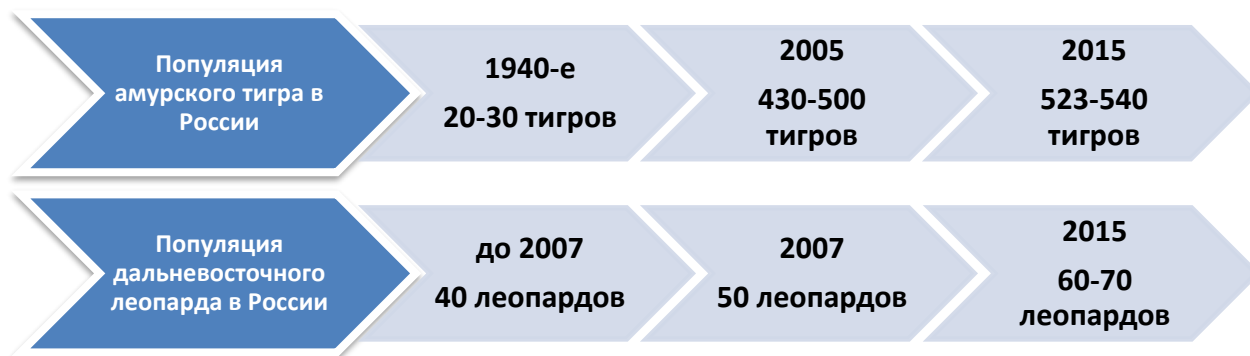 Популяция
амурского тигра в
России
1940-е
20-30 тигров
2005
430-500
тигров
2015
523-540
тигров
Популяция
дальневосточного
леопарда в России
до 2007
40 леопардов
2007
50 леопардов
2015
60-70
леопардов